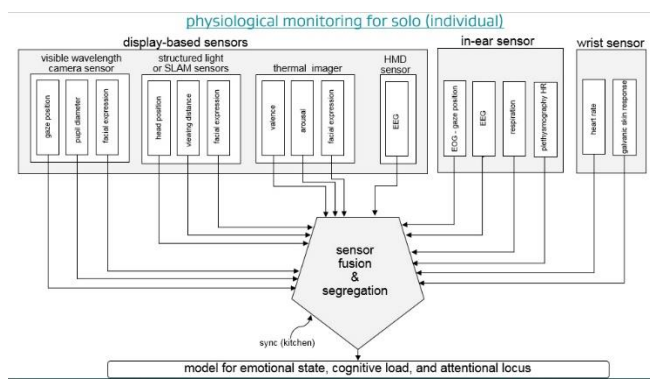 physiological monitoring for solo (individual)
display-based sensors
in-ear sensor
wrist sensor
visible wavelength
camera sensor
structured light
or SLAM sensors
thermal imager
HMD
sensor
gaze position
pupil diameter
facial expression
head position
viewing distance
facial expression
valence
arousal
facial expression
EEG
EOG - gaze position
EEG
respiration
plethysmography HR
heart rate
galvanic skin response
sensor
fusion
&
segregation
sync (kitchen)
model for emotional state, cognitive load, and attentional locus